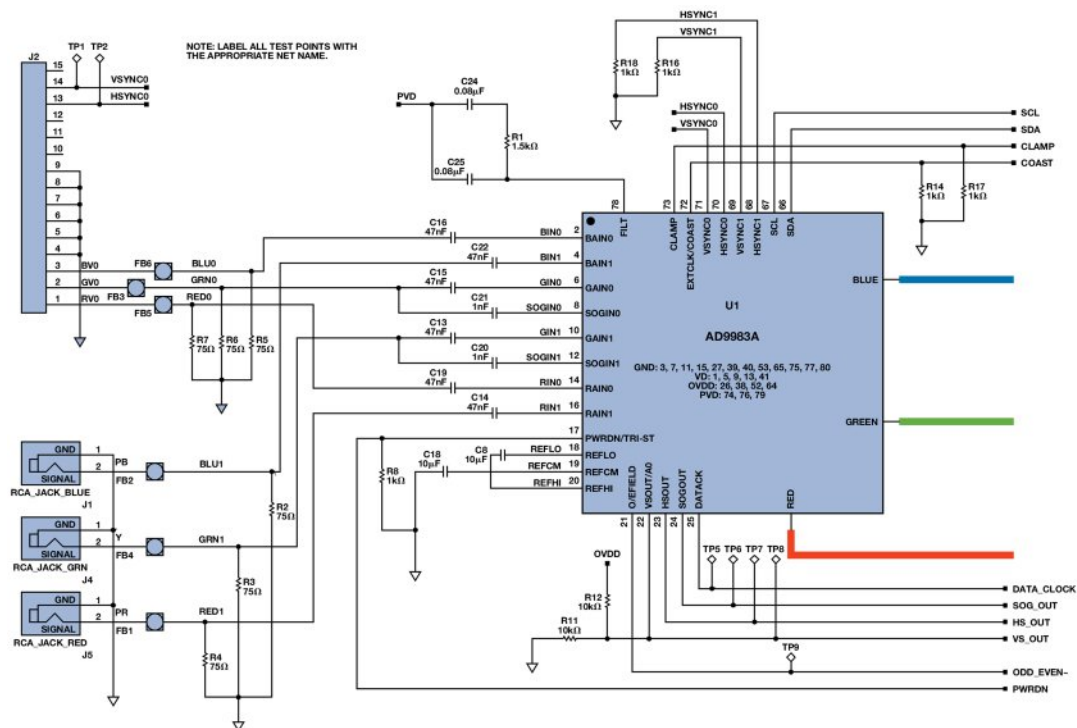 NOTE: LABEL ALL TEST POINTS WITH
THE APPROPRIATE NET NAME.
J2
TP1
TP2
15
14
13
12
11
10
9
8
7
6
5
4
3
2
1
VSYNC0
HSYNC0
BV0
GV0
RV0
FB6
FB3
FB5
BLU0
GRN0
RED0
R7
75Ω
R6
75Ω
R5
75Ω
PVD
C24
0.08µF
C25
0.08µF
R1
1.5kΩ
HSYNC1
VSYNC1
R18
1kΩ
R16
1kΩ
HSYNC0
VSYNC0
SCL
SDA
CLAMP
COAST
R14
1kΩ
R17
1kΩ
C16
47nF
C22
47nF
C15
47nF
C21
1nF
C13
47nF
C20
1nF
C19
47nF
C14
47nF
BIN0
BIN1
GIN0
SOGIN0
GIN1
SOGIN1
RIN0
RIN1
2
4
6
8
10
12
14
16
17
18
19
20
BAIN0
BAIN1
GAIN0
SOGIN0
GAIN1
SOGIN1
RAIN0
RAIN1
PWRDN/TRI-ST
REFLO
REFCM
REFHI
78
FILT
73
CLAMP
72
EXTCLK/COAST
71
VSYNC0
70
HSYNC0
69
VSYNC1
68
HSYNC1
67
SCL
66
SDA
U1
AD9983A
GND: 3, 7, 11, 15, 27, 39, 40, 53, 65, 75, 77, 80
VD: 1, 5, 9, 13, 41
OVDD: 26, 38, 52, 64
PVD: 74, 76, 79
BLUE
GREEN
RED
21
O/EFIELD
22
VSOUT/A0
23
HSOUT
24
SOGOUT
25
DATACK
R8
1kΩ
C18
10µF
C8
10µF
REFLO
REFCM
REFHI
GND
SIGNAL
1
2
RCA_JACK_BLUE
J1
PB
FB2
BLU1
R2
75Ω
GND
SIGNAL
1
2
RCA_JACK_GRN
J4
Y
FB4
GRN1
R3
75Ω
GND
SIGNAL
1
2
RCA_JACK_RED
J5
PR
FB1
RED1
R4
75Ω
OVDD
R12
10kΩ
R11
10kΩ
TP5
TP6
TP7
TP8
TP9
DATA_CLOCK
SOG_OUT
HS_OUT
VS_OUT
ODD_EVEN~
PWRDN